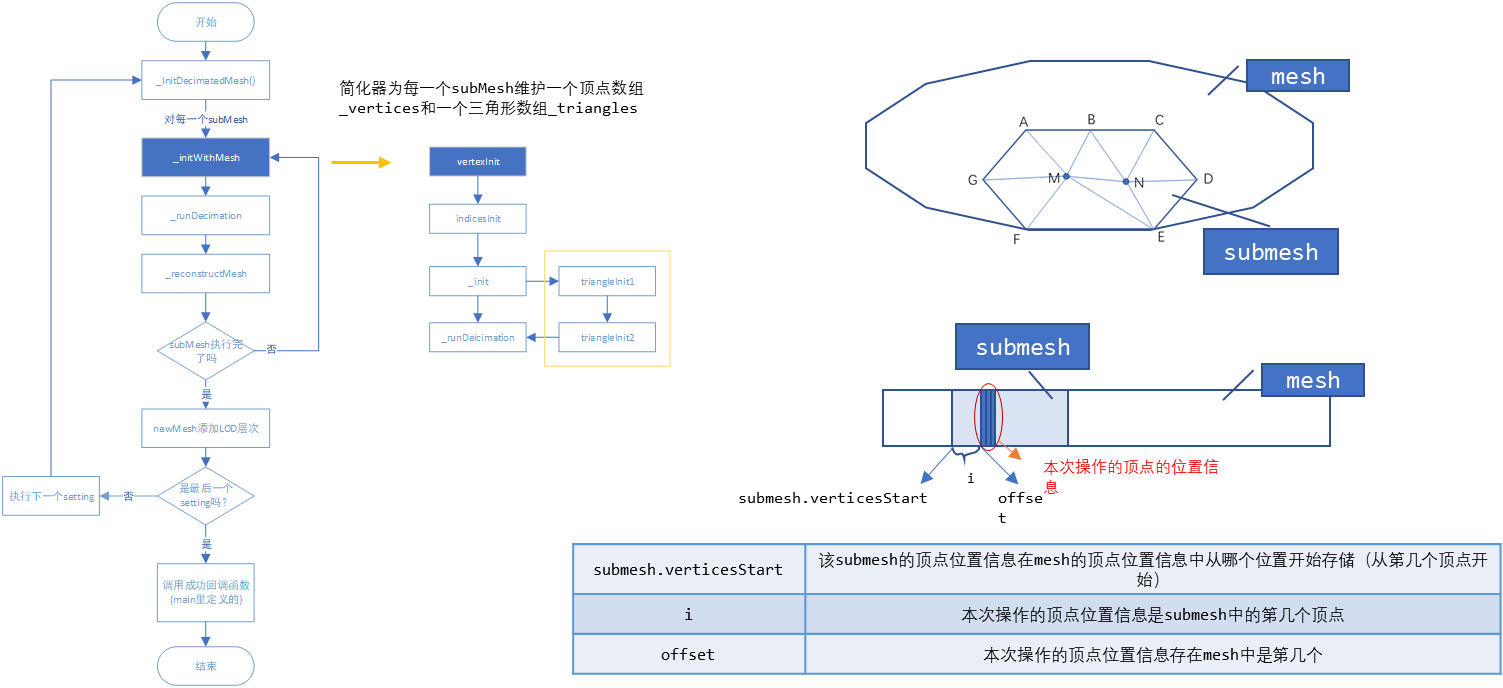 开始
_initDecimatedMesh()
对每一个subMesh
_initWithMesh
_runDecimation
_reconstructMesh
subMesh执行完
了吗
否
是
newMesh添加LOD层次
是最后一个
setting吗?
否
执行下一个setting
是
调用成功回调函数
(main里定义的)
结束
简化器为每一个subMesh维护一个顶点数组
_vertices和一个三角形数组_triangles
vertexInit
indicesInit
_init
triangleInit1
_runDeicimation
triangleInit2
mesh
A
B
C
G
M
N
D
F
E
submesh
submesh
mesh
i
submesh.verticesStart
offse
t
本次操作的顶点的位置信
息
submesh.verticesStart
该submesh的顶点位置信息在mesh的顶点位置信息中从哪个位置开始存储（从第几个顶点开
始）
i
本次操作的顶点位置信息是submesh中的第几个顶点
offset
本次操作的顶点位置信息存在mesh中是第几个